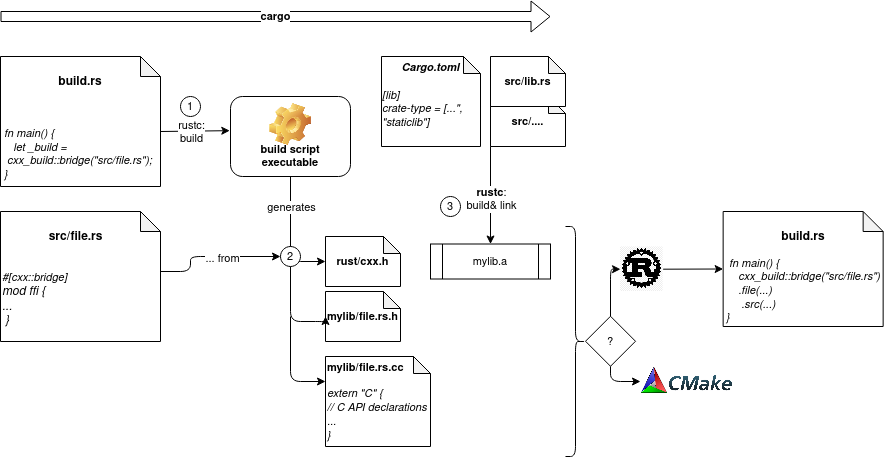 cargo
build.rs
fn main() {
let _build =
cxx_build::bridge("src/file.rs");
}
1
rustc:
build
build script
executable
Cargo.toml
[lib]
crate-type = [...",
"staticlib"]
src/lib.rs
src/....
generates
3
rustc:
build& link
src/file.rs
#[cxx::bridge]
mod ffi {
...
}
... from
2
rust/cxx.h
mylib/file.rs.h
mylib/file.rs.cc
extern "C" {
// C API declarations
...
}
mylib.a
?
R
CMake
build.rs
fn main() {
cxx_build::bridge("src/file.rs")
.file(...)
.src(...)
}